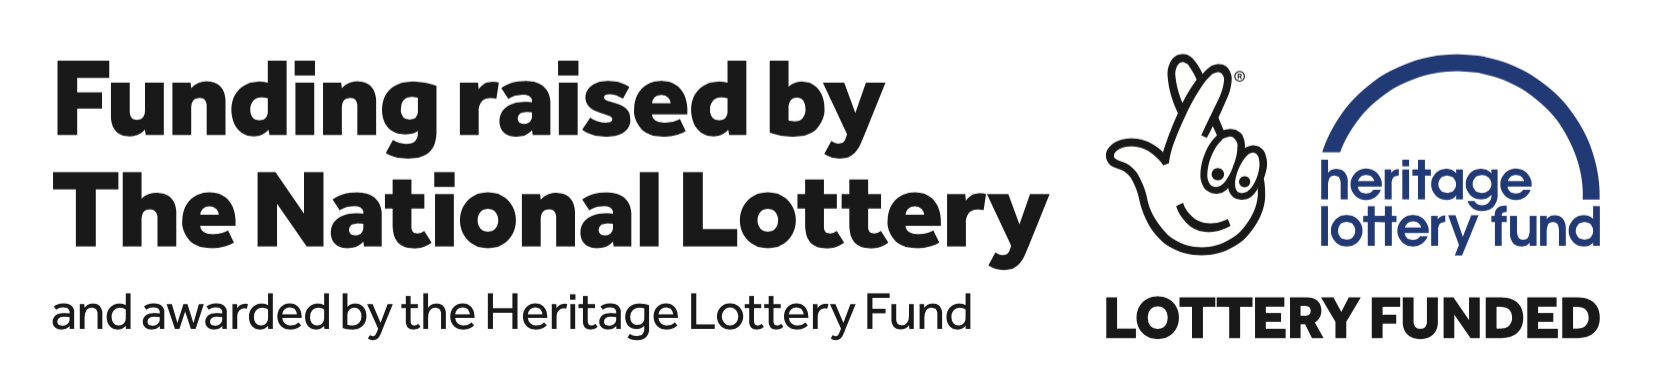 Funding raised by
The National Lottery
and awarded by the Heritage Lottery Fund
®
heritage
lottery fund
LOTTERY FUNDED